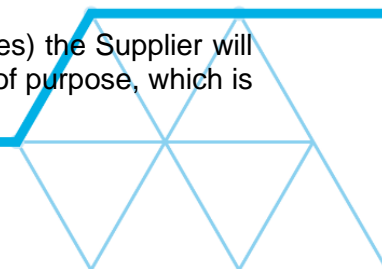 es) the Supplier will
of purpose, which is